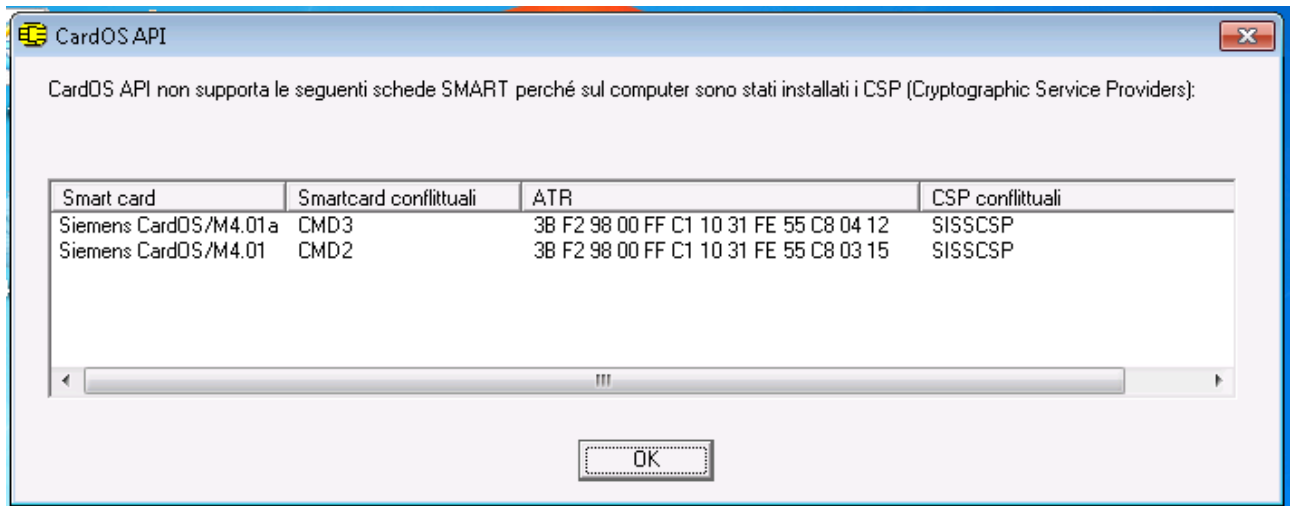 CardOS API
CardOS API non supporta le seguenti schede SMART perché sul computer sono stati installati i CSP (Cryptographic Service Providers):
Smart card Smartcard conflittuali ATR CSP conflittuali
Siemens CardOS/M4.01a CMD3 3B F2 98 00 FF C1 10 31 FE 55 C8 04 12 SISSCSP
Siemens CardOS/M4.01 CMD2 3B F2 98 00 FF C1 10 31 FE 55 C8 03 15 SISSCSP
OK